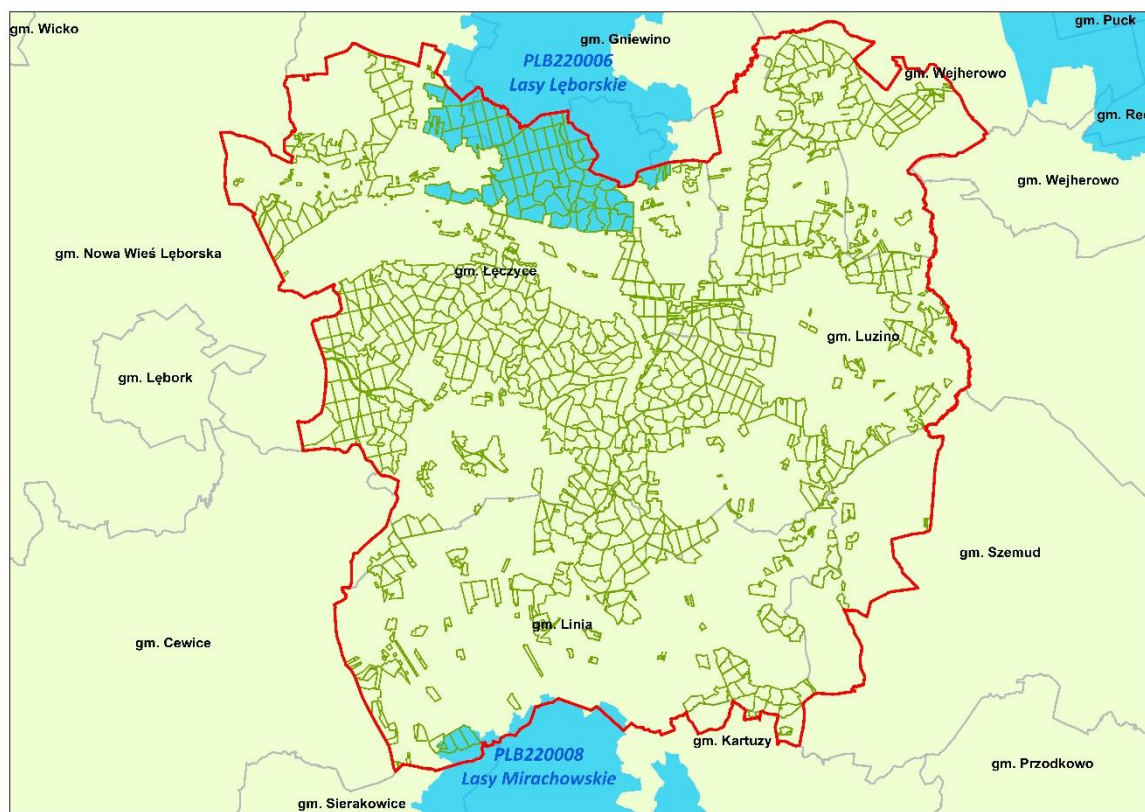 gm. Wicko
gm. Gniewino
gm. Puck
PLB220006
Lasy Lęborskie
gm. Wejherowo
gm. Wejherowo
gm. Nowa Wieś Lęborska
gm. Łęczyce
gm. Luzino
gm. Lębork
gm. Szemud
gm. Linia
gm. Cewice
gm. Kartuzy
PLB220008
Lasy Mirachowskie
gm. Przodkowo
gm. Sierakowice